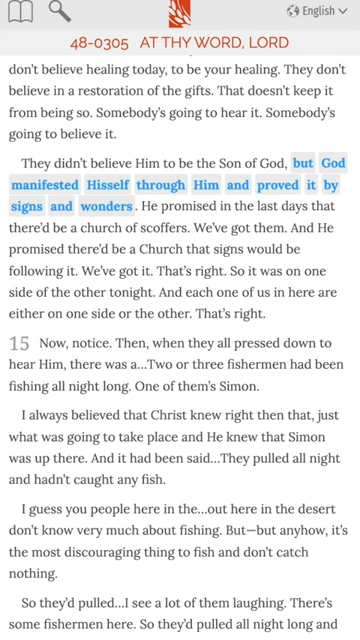 English
48-0305 AT THY WORD, LORD
don't believe healing today, to be your healing. They don't
believe in a restoration of the gifts. That doesn't keep it
from being so. Somebody's going to hear it. Somebody's
going to believe it.
They didn't believe Him to be the Son of God, but God
manifested Hisself through Him and proved it by
signs and wonders. He promised in the last days that
there'd be a church of scoffers. We've got them. And He
promised there'd be a Church that signs would be
following it. We've got it. That's right. So it was on one
side of the other tonight. And each one of us in here are
either on one side or the other. That's right.
15 Now, notice. Then, when they all pressed down to
hear Him, there was a…Two or three fishermen had been
fishing all night long. One of them's Simon.
I always believed that Christ knew right then that, just
what was going to take place and He knew that Simon
was up there. And it had been said…They pulled all night
and hadn't caught any fish.
I guess you people here in the…out here in the desert
don't know very much about fishing. But—but anyhow, it's
the most discouraging thing to fish and don't catch
nothing.
So they'd pulled…I see a lot of them laughing. There's
some fishermen here. So they'd pulled all night long and